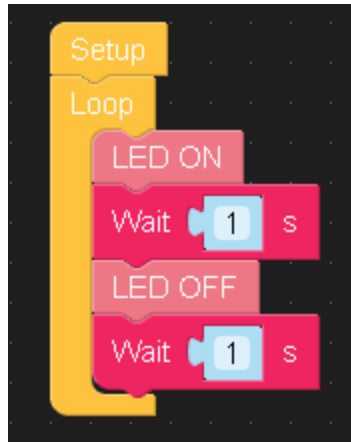 Setup
Loop
LED ON
Wait 1 s
LED OFF
Wait 1 s